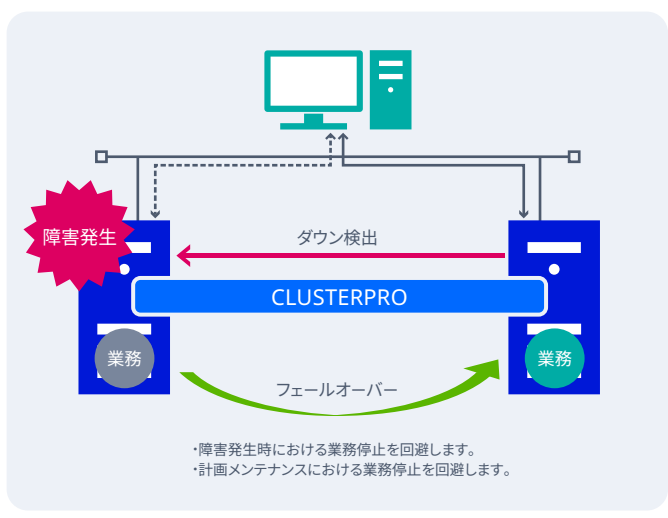 障害発生
ダウン検出
CLUSTERPRO
業務
業務
フェールオーバー
・障害発生時における業務停止を回避します。
・計画メンテナンスにおける業務停止を回避します。